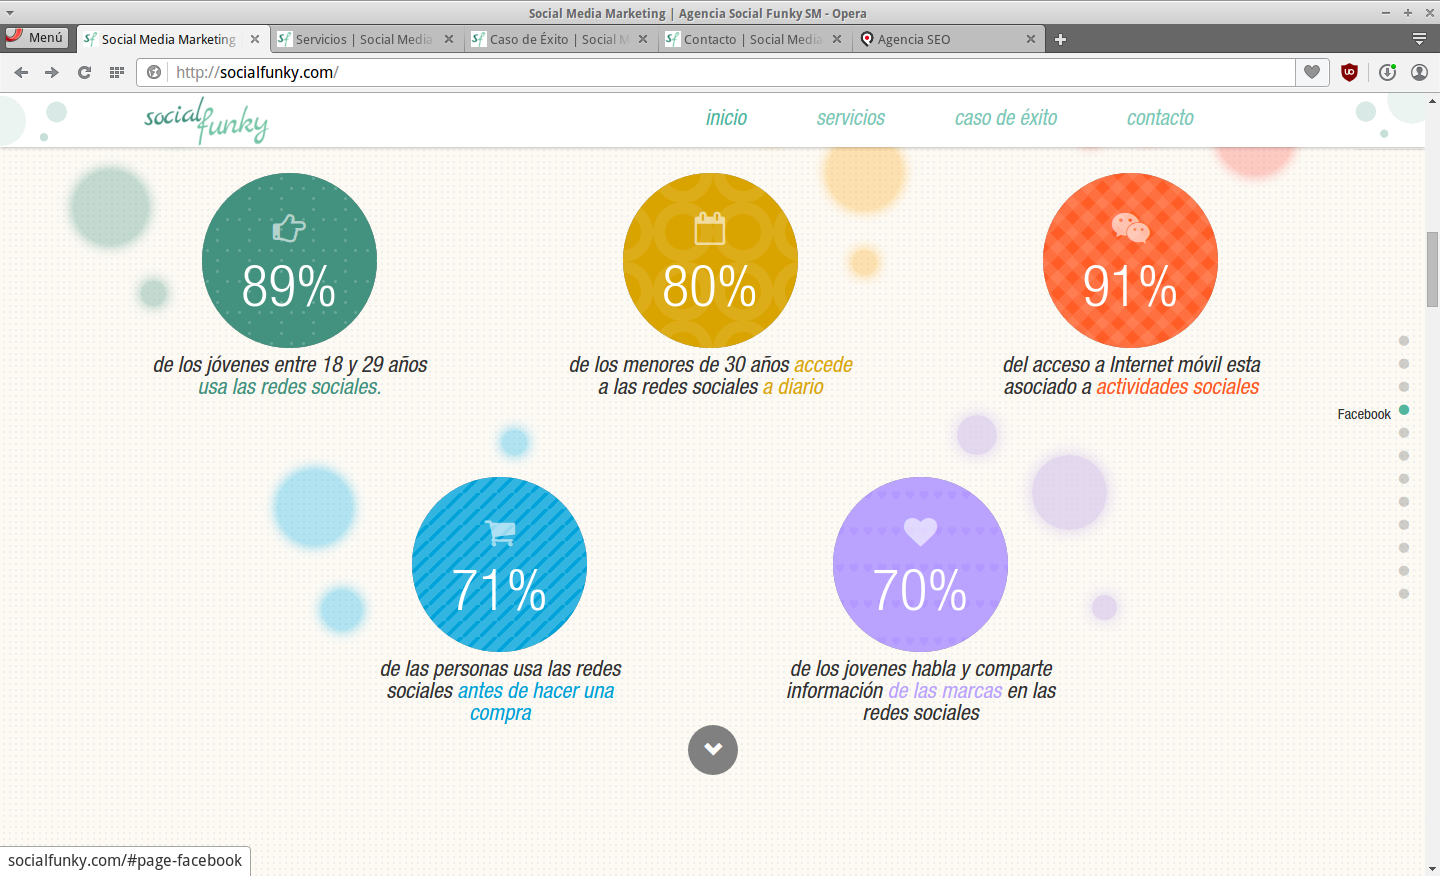 Social Media Marketing | Agencia Social Funky SM - Opera
Menú
Social Media Marketing
Servicios | Social Media
Caso de Éxito | Social M
Contacto | Social Media
Agencia SEO
http://socialfunky.com/
social funky
inicio
servicios
caso de éxito
contacto
89%
de los jóvenes entre 18 y 29 años
usa las redes sociales.
80%
de los menores de 30 años accede
a las redes sociales a diario
91%
del acceso a Internet móvil esta
asociado a actividades sociales
Facebook
71%
de las personas usa las redes
sociales antes de hacer una
compra
70%
de los jovenes habla y comparte
información de las marcas en las
redes sociales
socialfunky.com/#page-facebook